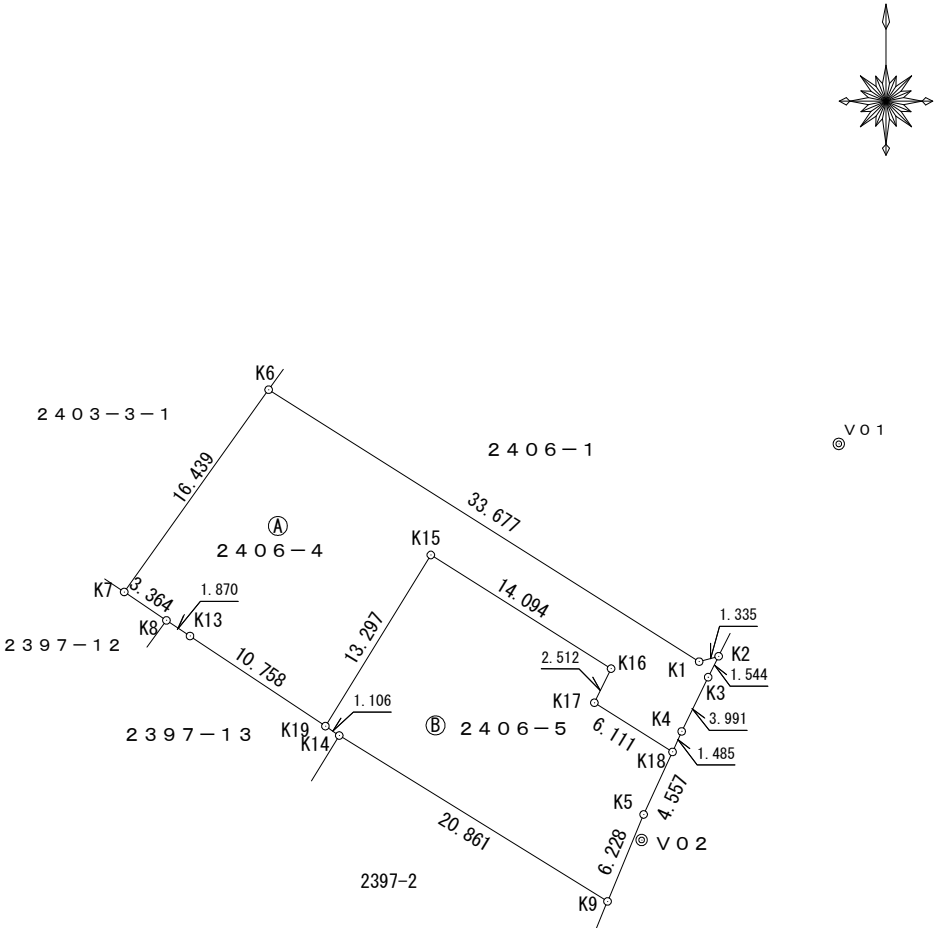 K6
２４０３－３－１
Ｖ０１
２４０６－１
16.439
33.677
Ⓐ
K15
２４０６－４
K7
3.364
1.870
14.094
1.335
K8
K13
２３９７－１２
13.297
10.758
2.512
K16
K1
K2
1.544
K3
K17
1.106
K4
3.991
K19
K14
２３９７－１３
Ⓑ ２４０６－５
6.111
K18
1.485
K5
4.557
20.861
6.228
Ｖ０２
2397-2
K9